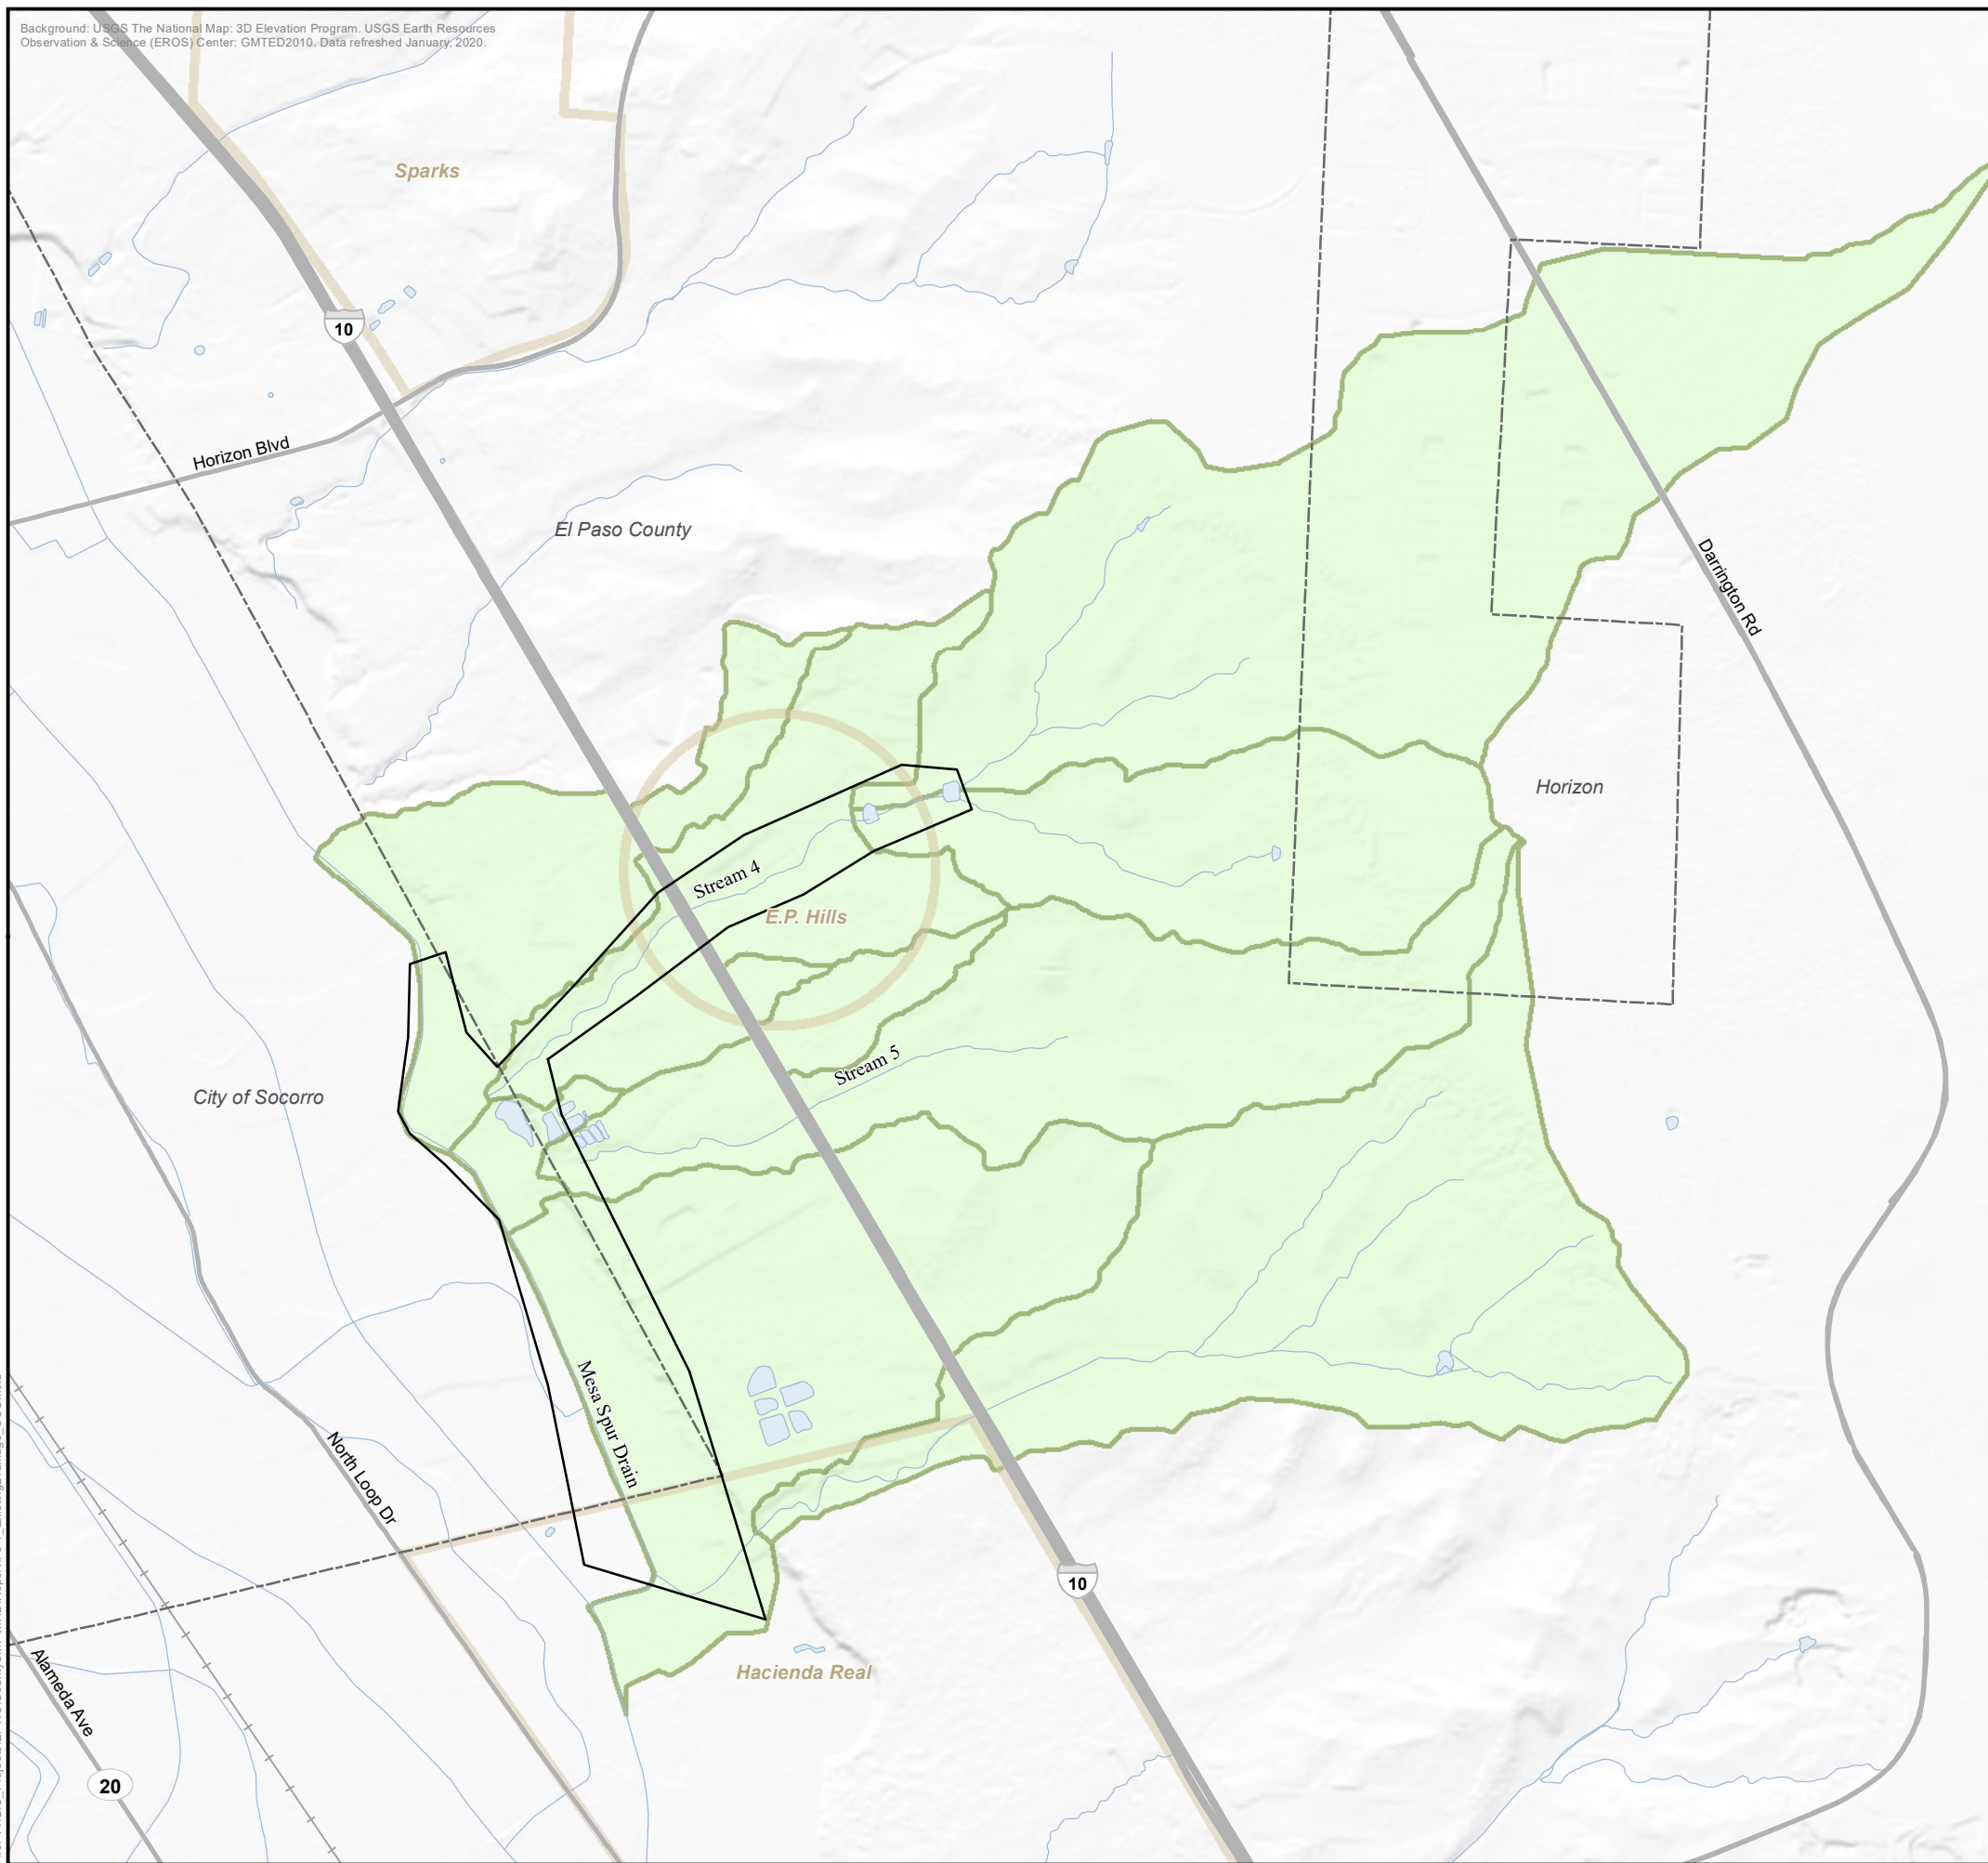 Background: USGS The National Map: 3D Elevation Program. USGS Earth Resources
Observation & Science (EROS) Center: GMTED2010. Data refreshed January, 2020.
Sparks
10
Horizon Blvd
El Paso County
Darrington Rd
Horizon
Stream 4
E.P. Hills
Stream 5
City of Socorro
Mesa Spur Drain
North Loop Dr
10
Hacienda Real
Alameda Ave
20